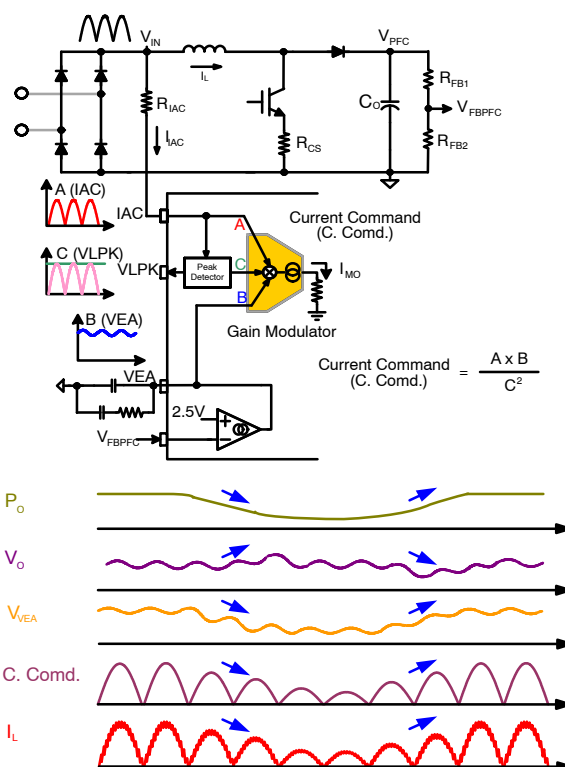 V_IN
V_PFC
I_L
R_IAC
I_IAC
R_CS
C_O
R_FB1
V_FBPFC
R_FB2
A (IAC)
IAC
A
Current Command
(C. Comd.)
C (VLPK)
VLPK
Peak
Detector
C
B
I_MO
B (VEA)
Gain Modulator
VEA
Current Command
(C. Comd.) = A x B / C²
2.5V
+
−
V_FBPFC
P_O
V_O
V_VEA
C. Comd.
I_L